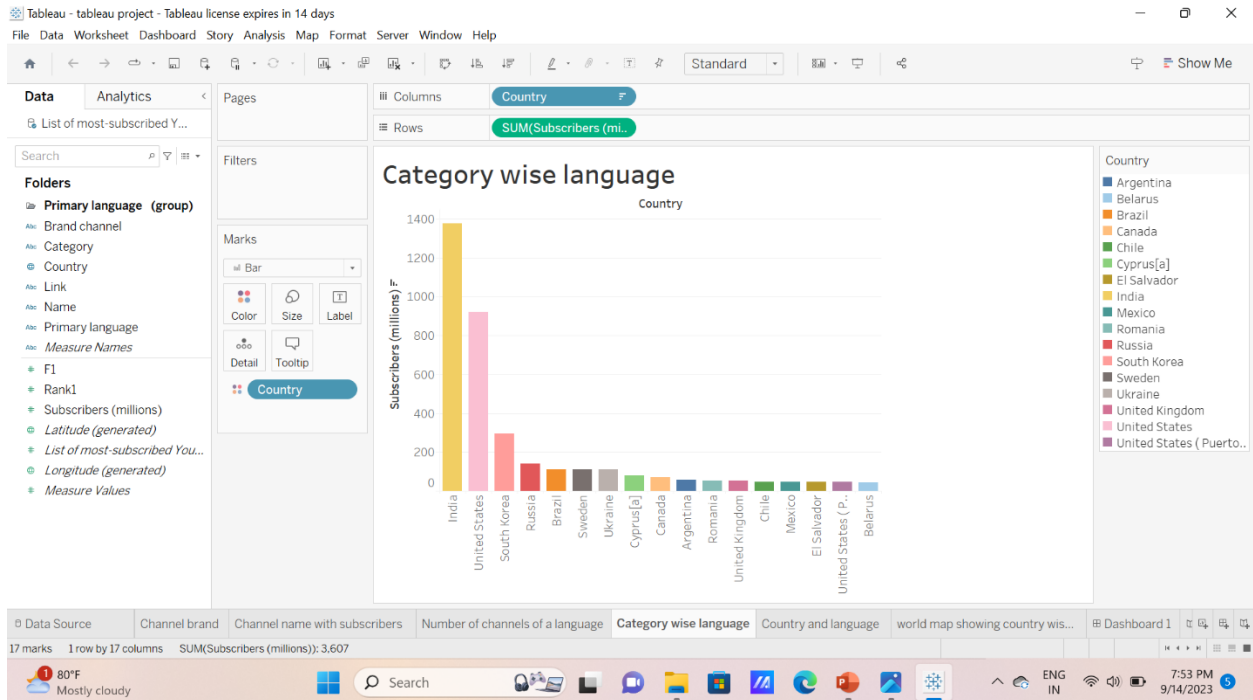 Tableau - tableau project - Tableau license expires in 14 days
File Data Worksheet Dashboard Story Analysis Map Format Server Window Help
Standard
Show Me
Data Analytics
List of most-subscribed Y...
Search
Folders
Primary language (group)
Abc Brand channel
Abc Category
Country
Abc Link
Abc Name
Abc Primary language
Abc Measure Names
# F1
# Rank1
# Subscribers (millions)
Latitude (generated)
# List of most-subscribed You...
Longitude (generated)
# Measure Values
Pages
Filters
Marks
Bar
Color Size Label
Detail Tooltip
Country
Columns Country
Rows SUM(Subscribers (mi..
Category wise language
Country
Subscribers (millions)
1400
1200
1000
800
600
400
200
0
India
United States
South Korea
Russia
Brazil
Sweden
Ukraine
Cyprus[a]
Canada
Argentina
Romania
United Kingdom
Chile
Mexico
El Salvador
United States ( P..
Belarus
Country
Argentina
Belarus
Brazil
Canada
Chile
Cyprus[a]
El Salvador
India
Mexico
Romania
Russia
South Korea
Sweden
Ukraine
United Kingdom
United States
United States ( Puerto..
Data Source Channel brand Channel name with subscribers Number of channels of a language Category wise language Country and language world map showing country wis... Dashboard 1
17 marks 1 row by 17 columns SUM(Subscribers (millions)): 3,607
1
80°F
Mostly cloudy
Search
ENG
IN
7:53 PM
9/14/2023
5